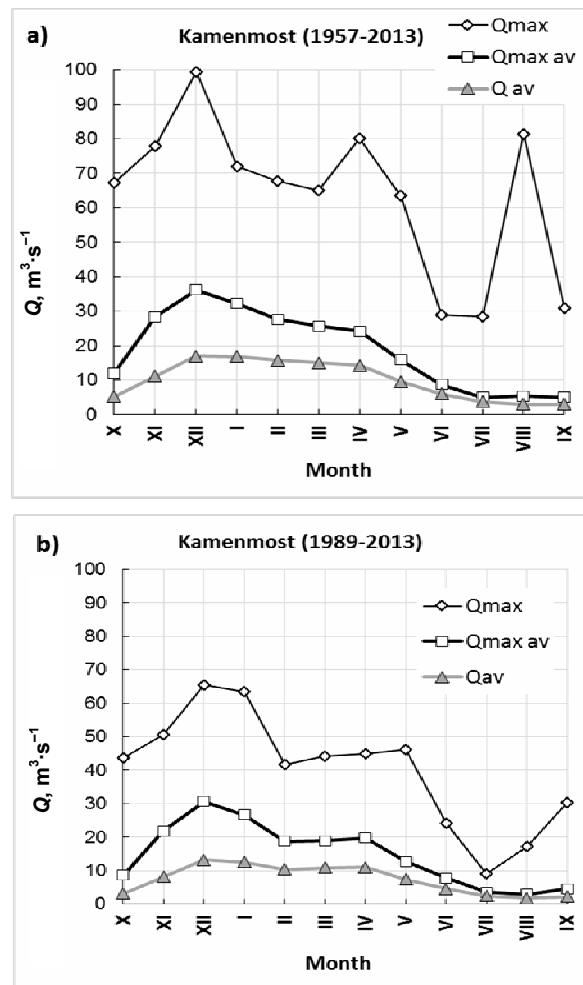 a)
Kamenmost (1957-2013)
Qmax
Qmax av
Q av
100
90
80
70
60
50
40
30
20
10
0
Q, m³·s⁻¹
X XI XII I II III IV V VI VII VIII IX
Month
b)
Kamenmost (1989-2013)
Qmax
Qmax av
Qav
100
90
80
70
60
50
40
30
20
10
0
Q, m³·s⁻¹
X XI XII I II III IV V VI VII VIII IX
Month